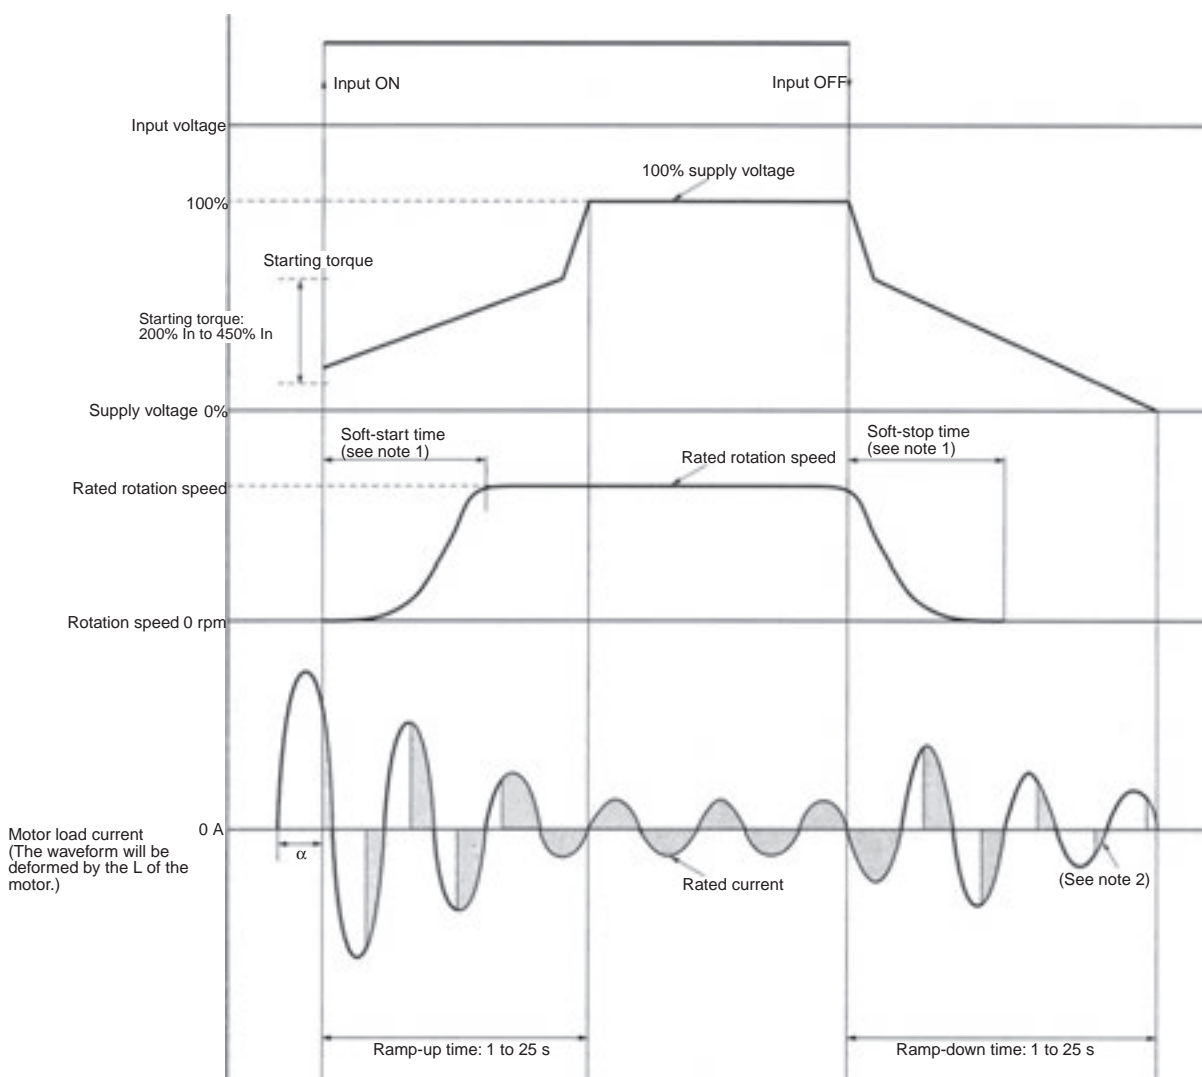 Input ON
Input OFF
Input voltage
100% supply voltage
100%
Starting torque
Starting torque:
200% In to 450% In
Supply voltage 0%
Soft-start time
(see note 1)
Soft-stop time
(see note 1)
Rated rotation speed
Rated rotation speed
Rotation speed 0 rpm
0 A
Motor load current
(The waveform will be
deformed by the L of the
motor.)
α
Rated current
(See note 2)
Ramp-up time: 1 to 25 s
Ramp-down time: 1 to 25 s